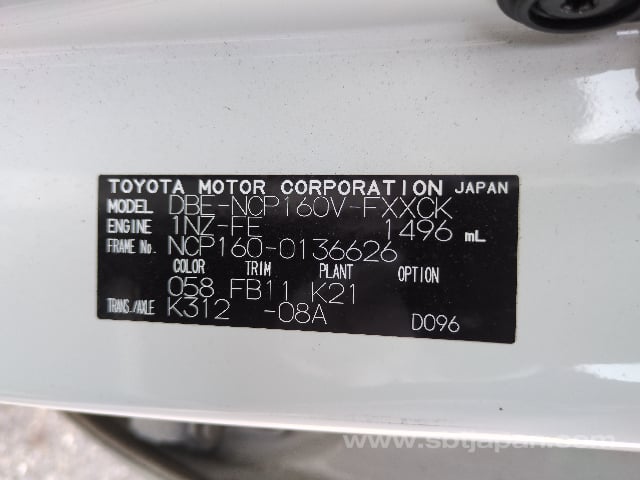 TOYOTA MOTOR CORPORATION JAPAN
MODEL DBE-NCP160V-FXXCK
ENGINE 1NZ-FE 1496 mL
FRAME No. NCP160-0136626
COLOR TRIM PLANT OPTION
058 FB11 K21
TRANS./AXLE K312 -08A
D096
www.sbtjapan.com